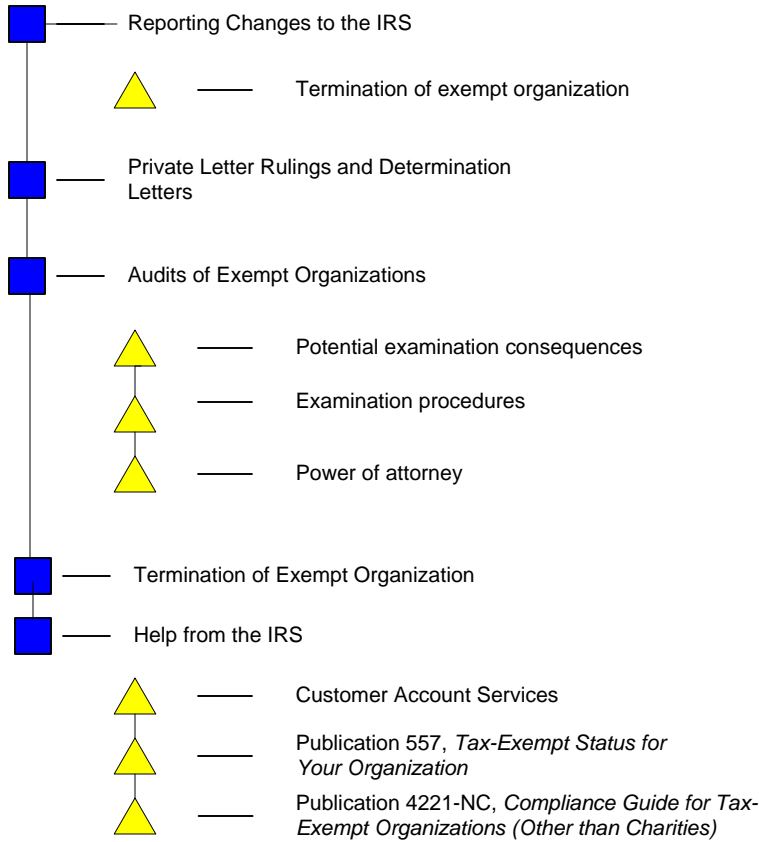 Reporting Changes to the IRS
Termination of exempt organization
Private Letter Rulings and Determination
Letters
Audits of Exempt Organizations
Potential examination consequences
Examination procedures
Power of attorney
Termination of Exempt Organization
Help from the IRS
Customer Account Services
Publication 557, Tax-Exempt Status for
Your Organization
Publication 4221-NC, Compliance Guide for Tax-
Exempt Organizations (Other than Charities)